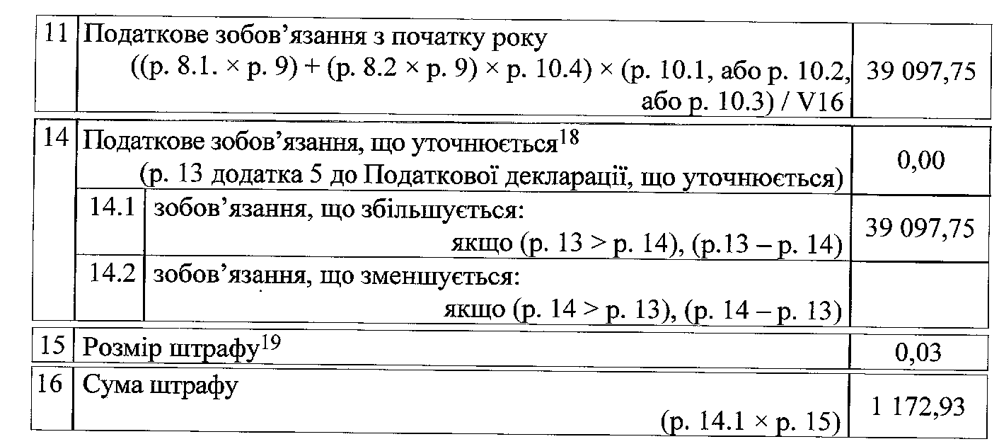 11 Податкове зобов’язання з початку року
((р. 8.1. × р. 9) + (р. 8.2 × р. 9) × р. 10.4) × (р. 10.1, або р. 10.2, 39 097,75
або р. 10.3) / V16
14 Податкове зобов’язання, що уточнюється18
0,00
(р. 13 додатка 5 до Податкової декларації, що уточнюється)
14.1 зобов’язання, що збільшується:
39 097,75
якщо (р. 13 > р. 14), (р.13 – р. 14)
14.2 зобов’язання, що зменшується:
якщо (р. 14 > р. 13), (р. 14 – р. 13)
15 Розмір штрафу19 0,03
16 Сума штрафу
1 172,93
(р. 14.1 × р. 15)